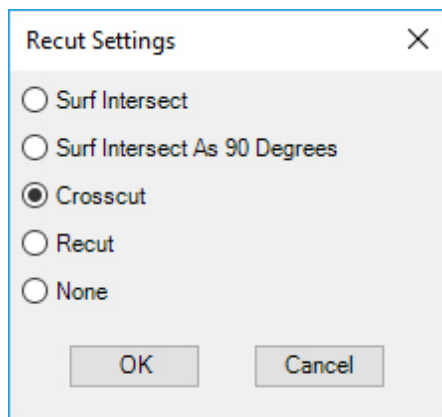 Recut Settings
Surf Intersect
Surf Intersect As 90 Degrees
Crosscut
Recut
None
OK Cancel